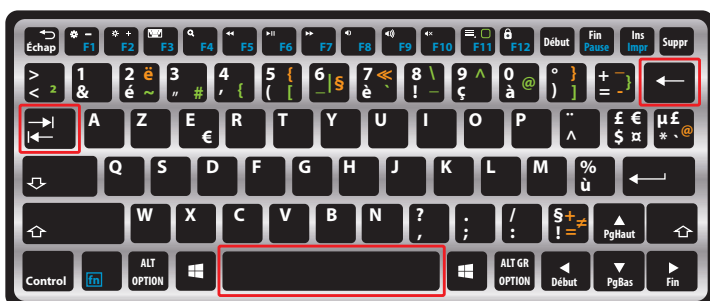 Échap F1 F2 F3 F4 F5 F6 F7 F8 F9 F10 F11 F12 Début Fin Pause Ins Impr Suppr
> < ² 1 & 2 ë é ~ 3 " # 4 ' { 5 { ( [ 6 _ | § 7 « è ` 8 \ ! _ 9 ^ ç 0 @ à ° } ) ] + = - } ←
A Z E € R T Y U I O P ¨ ^ £ € $ ¤ µ £ * ` @
Q S D F G H J K L M % ù
W X C V B N ? , . ; / : § + ! = ≠ PgHaut
Control fn ALT OPTION ALT GR OPTION Début PgBas Fin